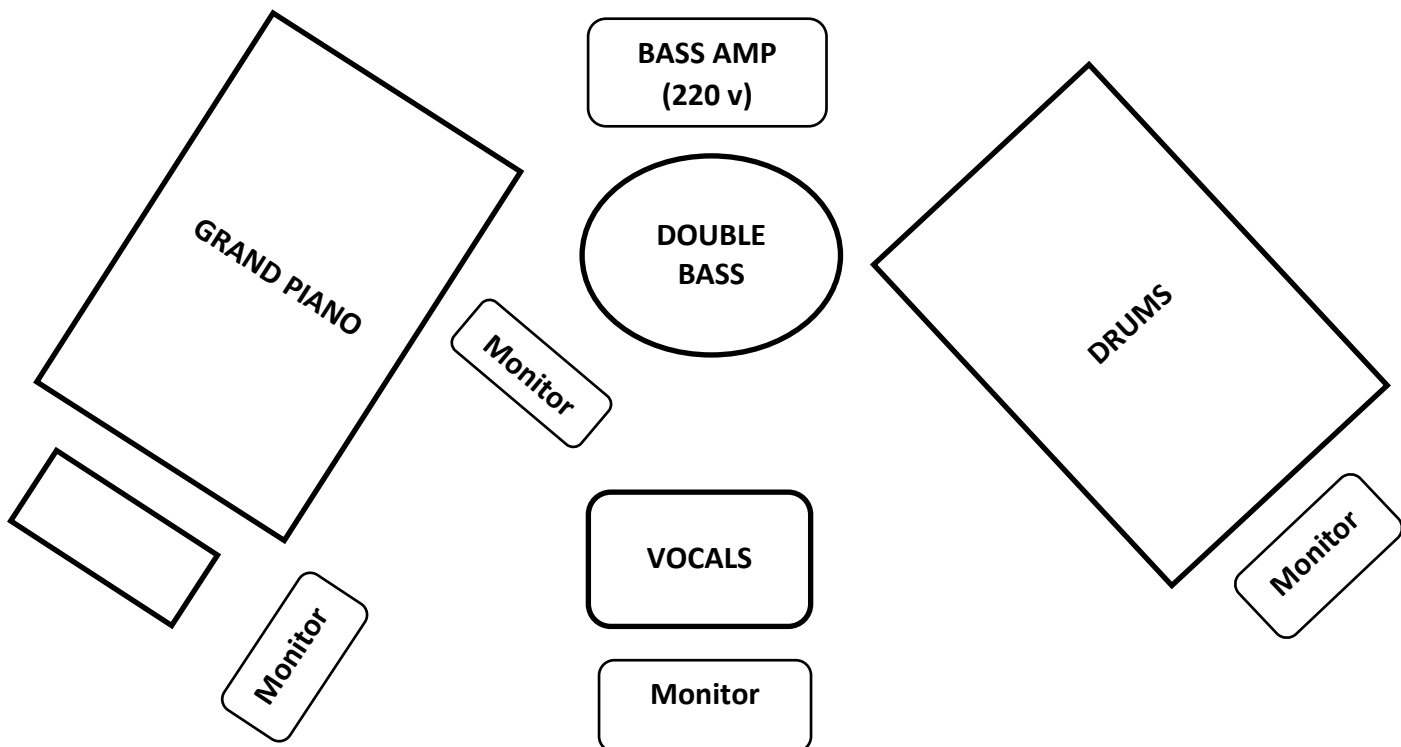 BASS AMP
(220 v)
GRAND PIANO
DOUBLE
BASS
DRUMS
Monitor
Monitor
VOCALS
Monitor
Monitor